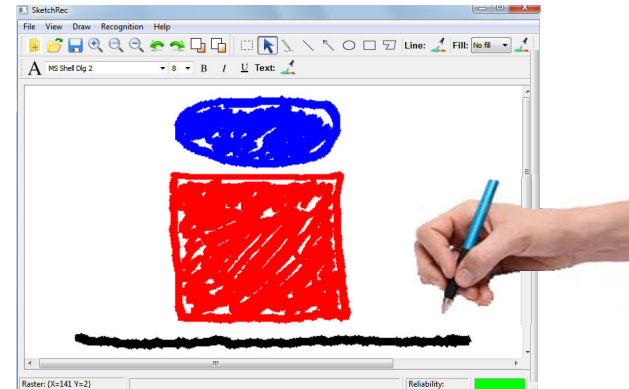 SketchRec
File View Draw Recognition Help
Line: Fill: No fill
A MS Shell Dlg 2 8 B I U Text:
Raster: {X=141 Y=2} Reliability: